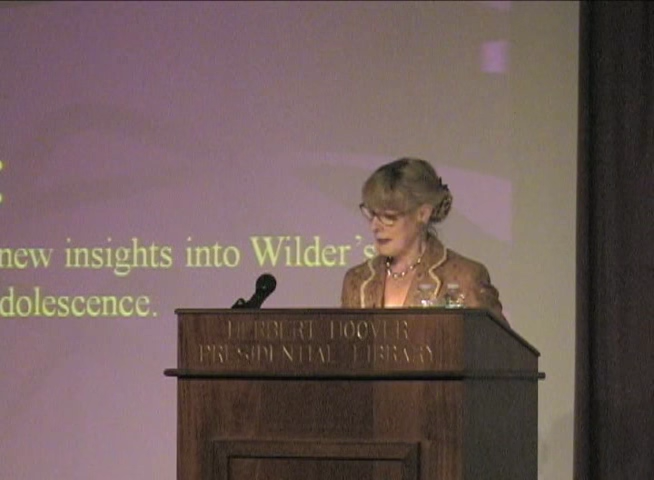 :
new insights into Wilder's
dolescence.
HERBERT HOOVER
PRESIDENTIAL LIBRARY